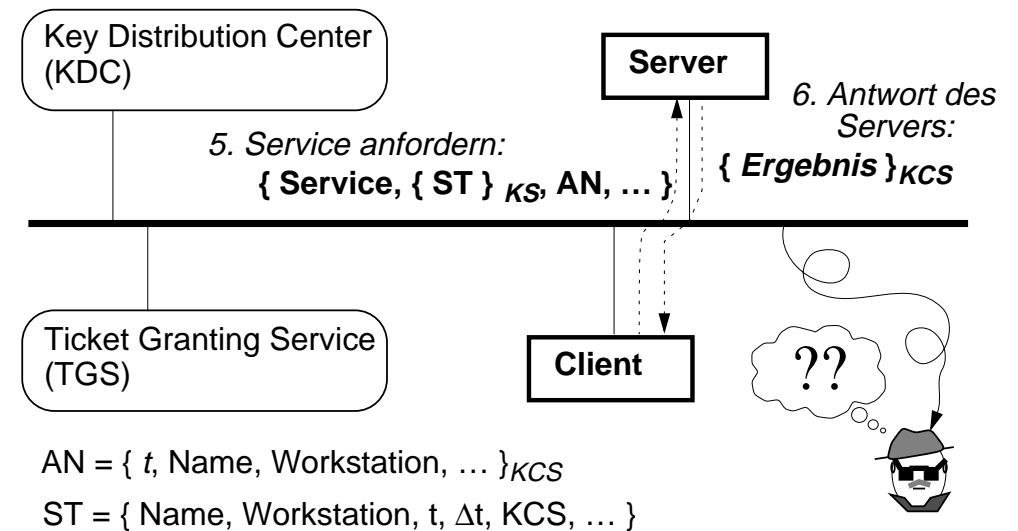 Key Distribution Center
(KDC)
Server
5. Service anfordern:
{ Service, { ST } KS, AN, … }
6. Antwort des
Servers:
{ Ergebnis }KCS
Ticket Granting Service
(TGS)
Client
??
AN = { t, Name, Workstation, … }KCS
ST = { Name, Workstation, t, Δt, KCS, … }